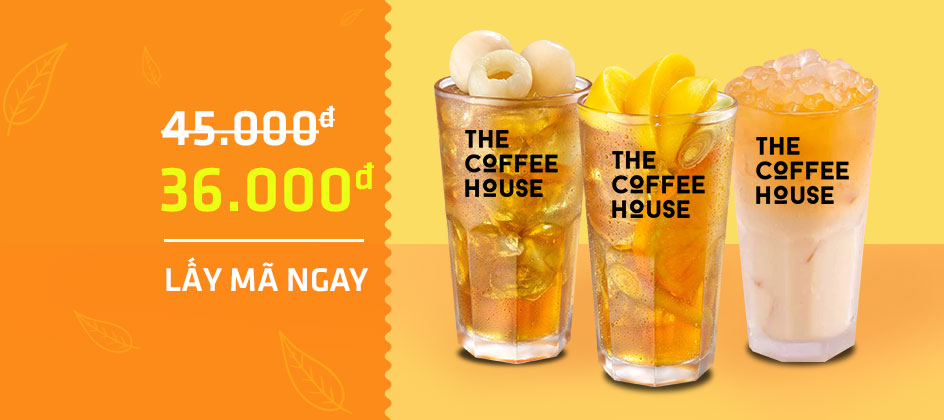 45.000đ
36.000đ
LẤY MÃ NGAY
THE
COFFEE
HOUSE
THE
COFFEE
HOUSE
THE
COFFEE
HOUSE